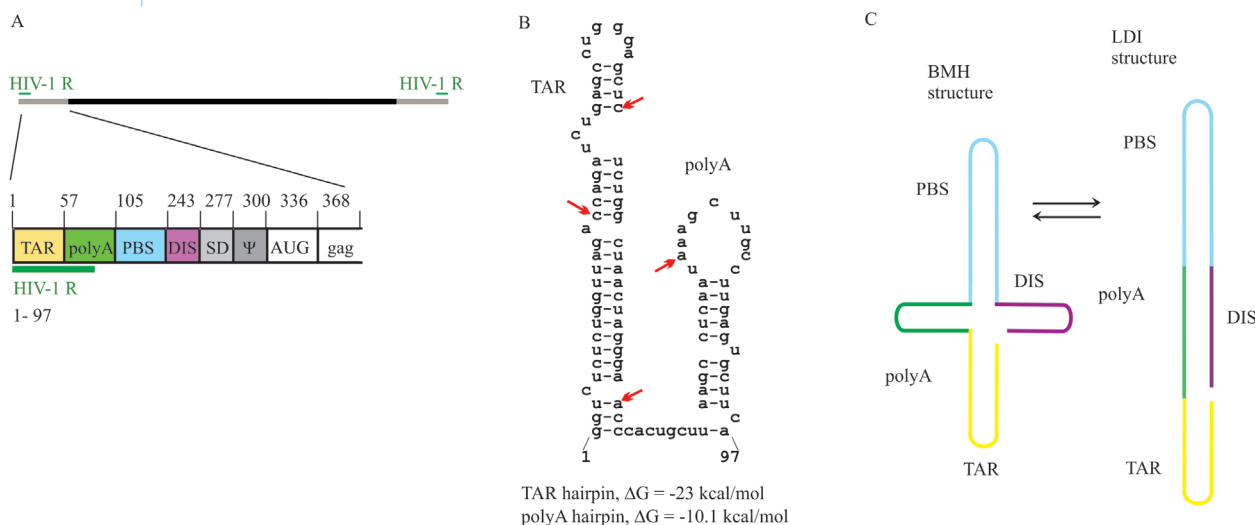 A
HIV-1 R
HIV-1 R
1 57 105 243 277 300 336 368
TAR polyA PBS DIS SD Ψ AUG gag
HIV-1 R
1- 97
B
TAR
g g
u g
c g
c a
c-g
g-c
a-u
g-c
u
c
u
a-u
g-c
a-u
c-g
c-g
a
g-c
a-u
u-a
u-a
g-c
g-u
u-a
c-g
u-g
c-g
u-a
c
u-a
g-c
g-ccacugcuu-a
1 97
polyA
c
g u
a u
a g
a c
u c
a-u
a-u
c-g
u-a
c-g
u
c-g
g-c
a-u
a-u
c
TAR hairpin, ΔG = -23 kcal/mol
polyA hairpin, ΔG = -10.1 kcal/mol
C
BMH
structure
PBS
DIS
polyA
TAR
LDI
structure
PBS
polyA
DIS
TAR